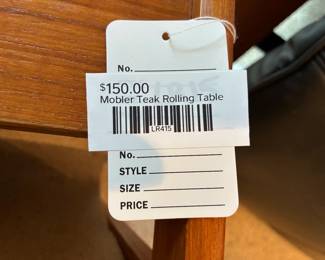 No.
$150.00
Mobler Teak Rolling Table
LR415
No.
STYLE
SIZE
PRICE